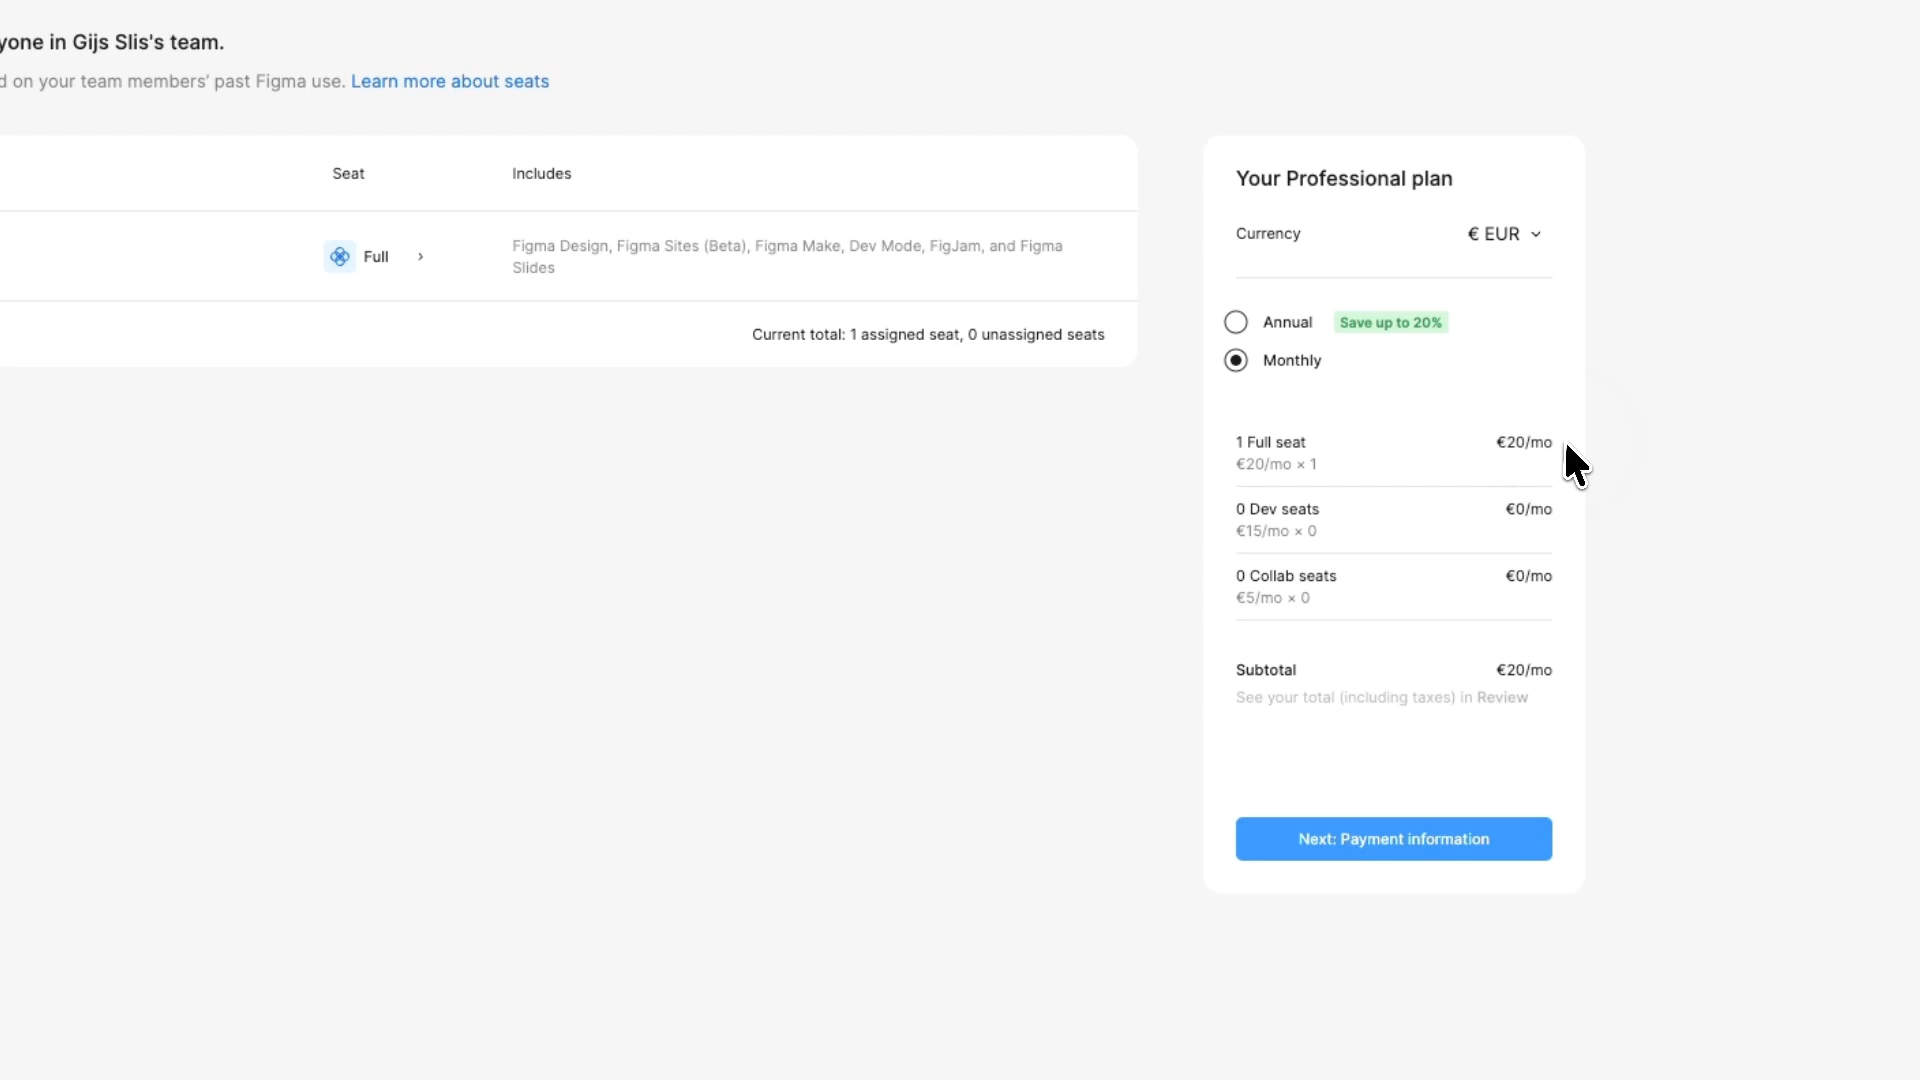 yone in Gijs Slis's team.
d on your team members' past Figma use. Learn more about seats
Seat
Includes
Full
Figma Design, Figma Sites (Beta), Figma Make, Dev Mode, FigJam, and Figma
Slides
Current total: 1 assigned seat, 0 unassigned seats
Your Professional plan
Currency
€ EUR
Annual
Save up to 20%
Monthly
1 Full seat
€20/mo
€20/mo × 1
0 Dev seats
€0/mo
€15/mo × 0
0 Collab seats
€0/mo
€5/mo × 0
Subtotal
€20/mo
See your total (including taxes) in Review
Next: Payment information